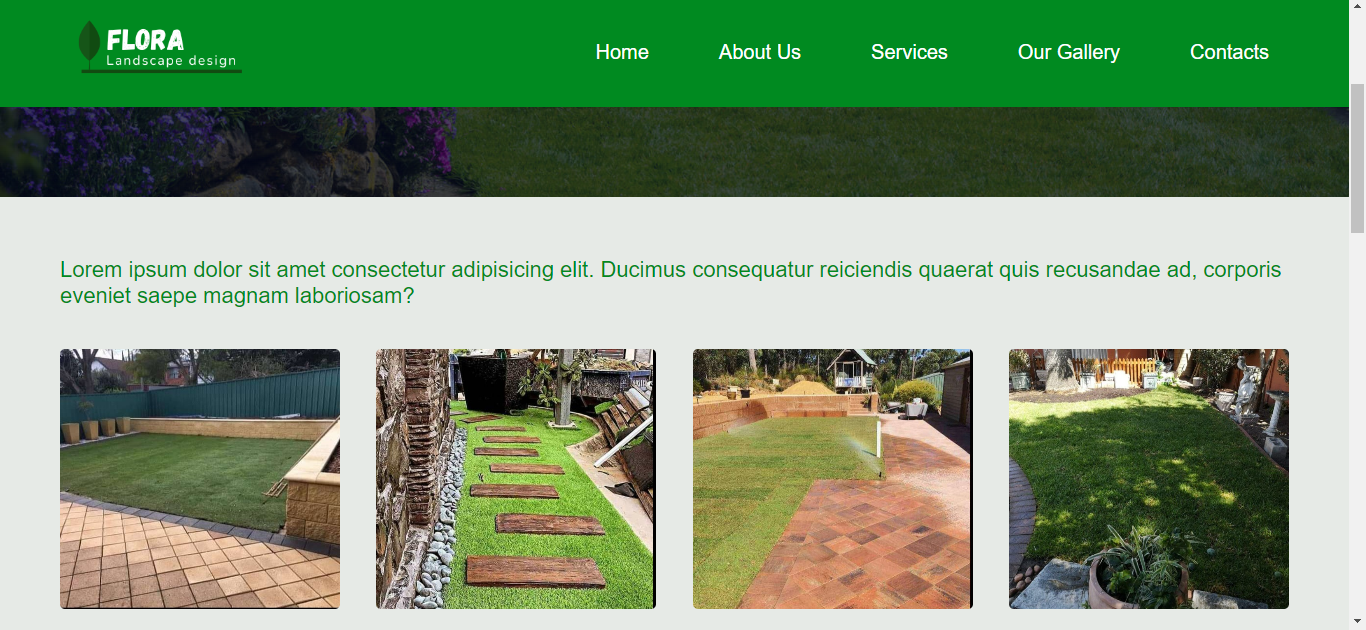 FLORA
Landscape design
Home
About Us
Services
Our Gallery
Contacts
Lorem ipsum dolor sit amet consectetur adipisicing elit. Ducimus consequatur reiciendis quaerat quis recusandae ad, corporis
eveniet saepe magnam laboriosam?